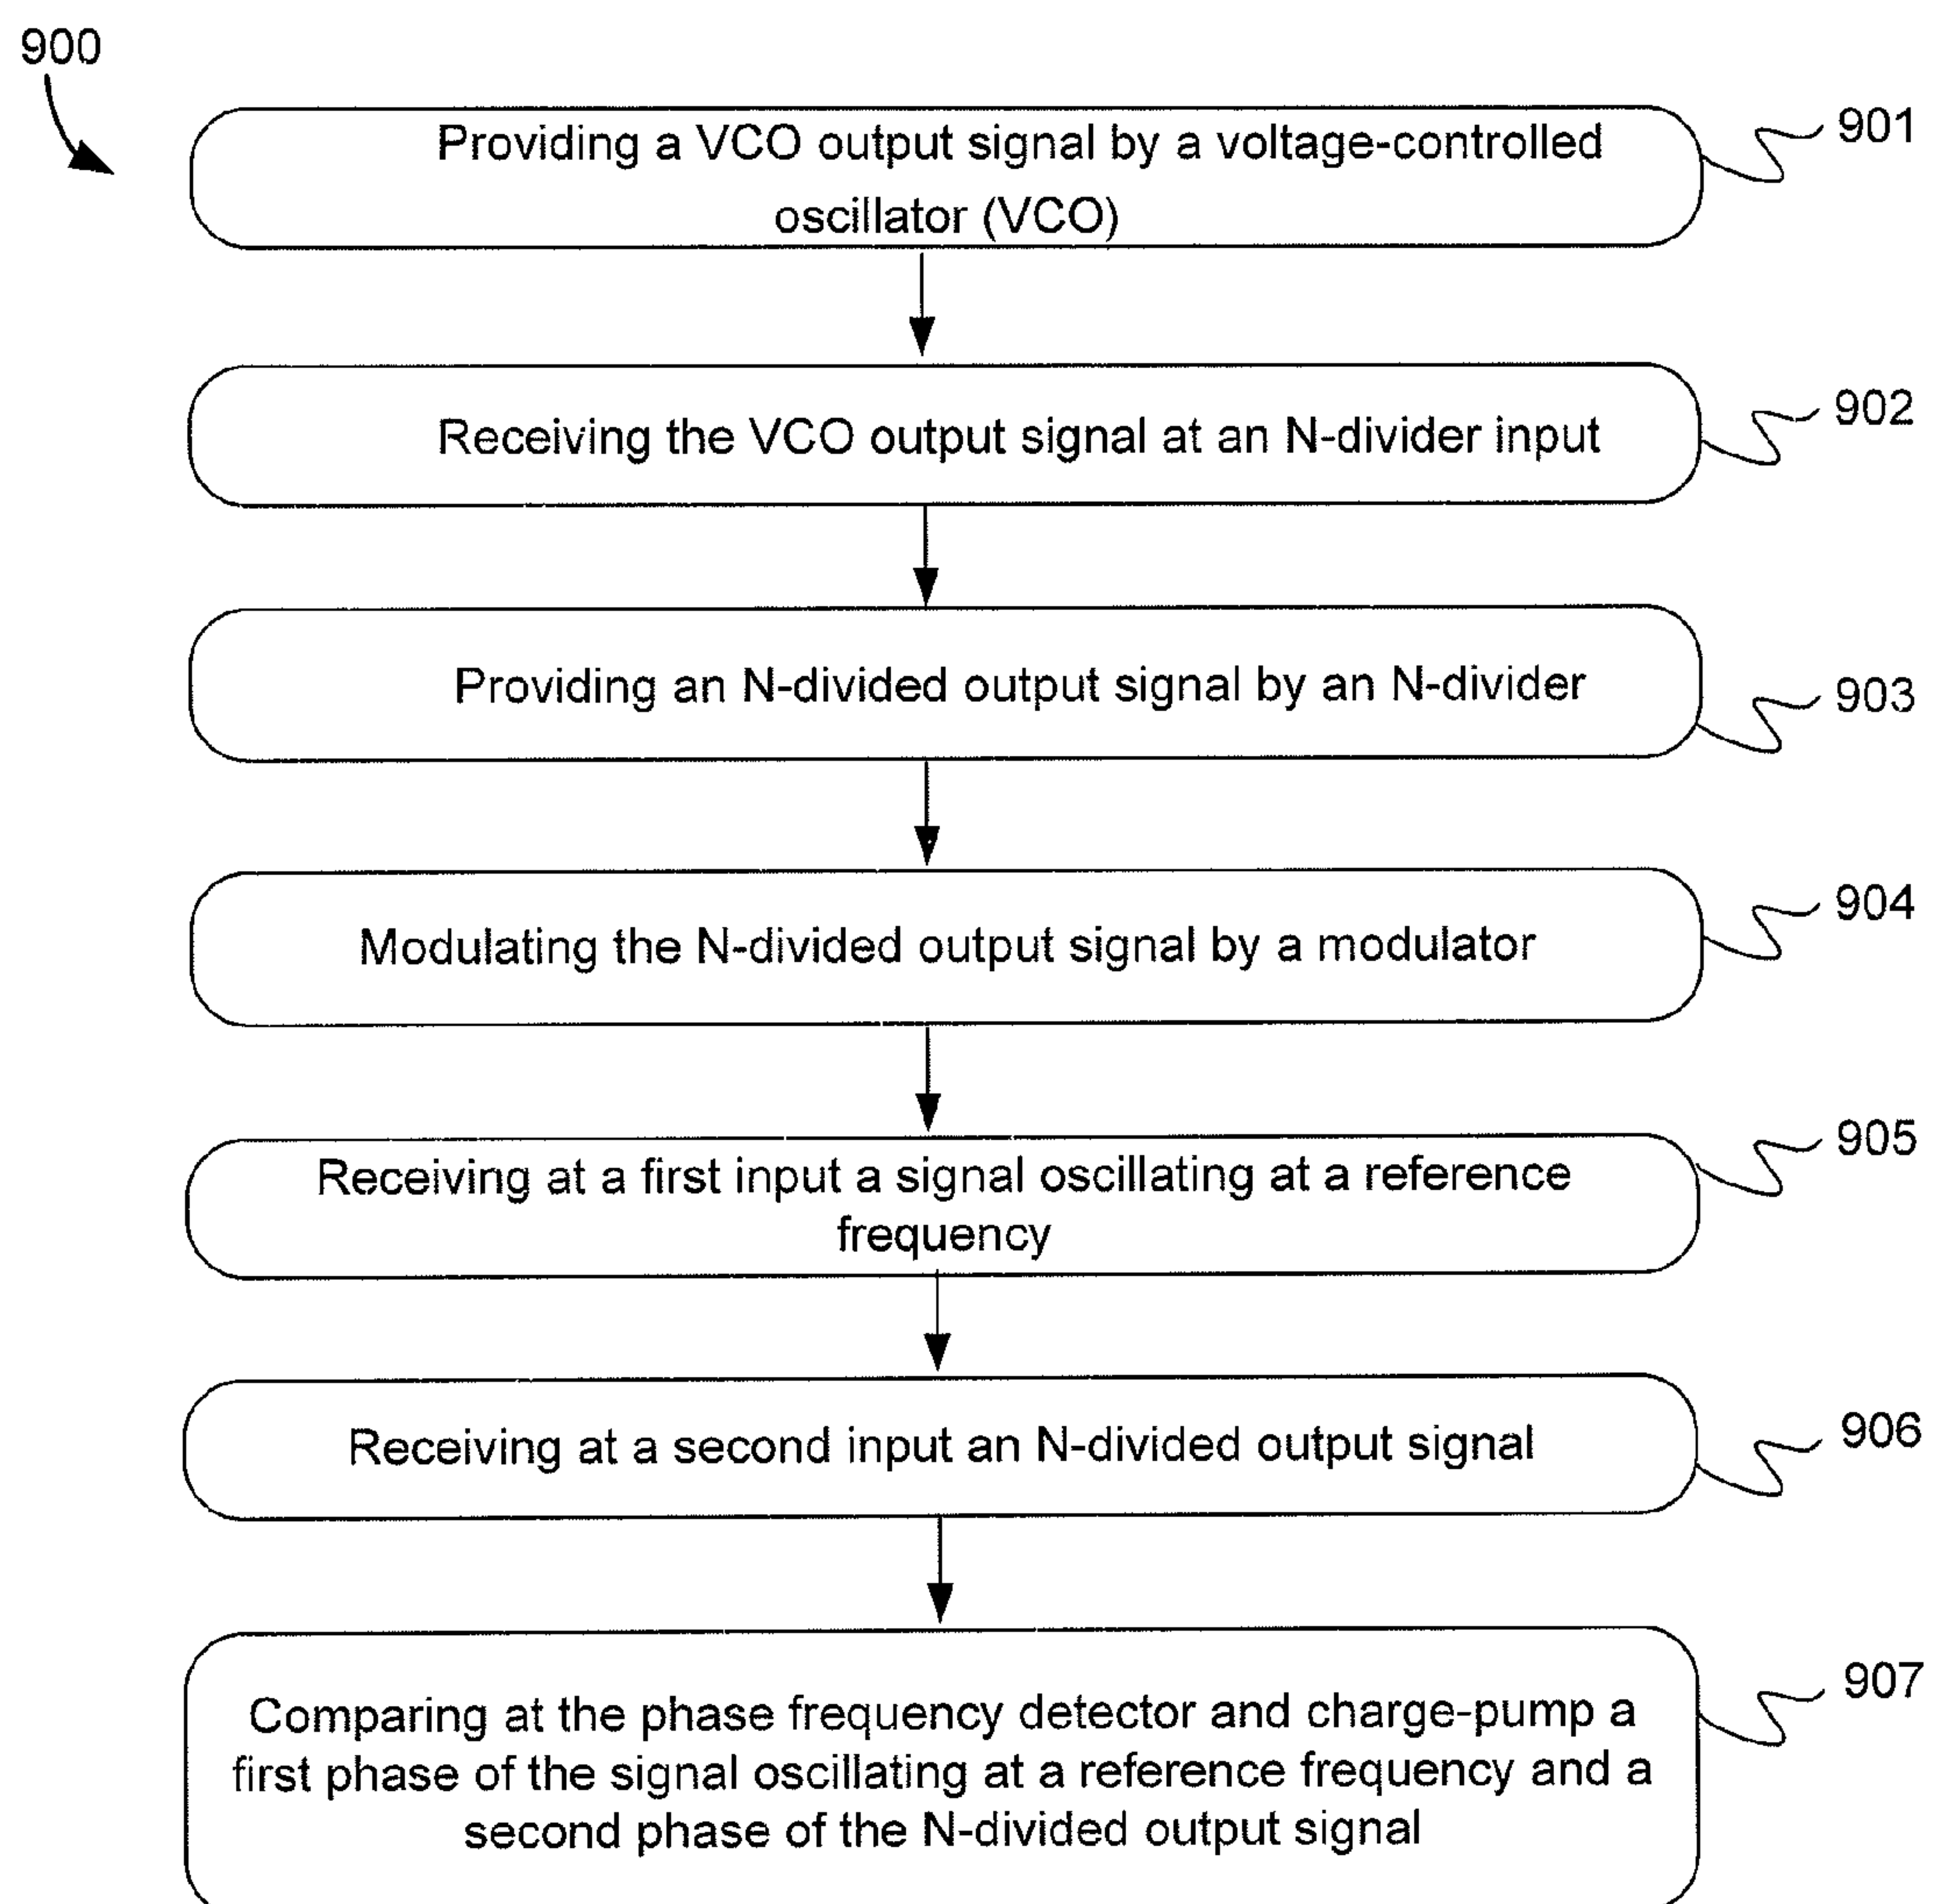 900
Providing a VCO output signal by a voltage-controlled
oscillator (VCO)
901
Receiving the VCO output signal at an N-divider input
902
Providing an N-divided output signal by an N-divider
903
Modulating the N-divided output signal by a modulator
904
Receiving at a first input a signal oscillating at a reference
frequency
905
Receiving at a second input an N-divided output signal
906
Comparing at the phase frequency detector and charge-pump a
first phase of the signal oscillating at a reference frequency and a
second phase of the N-divided output signal
907